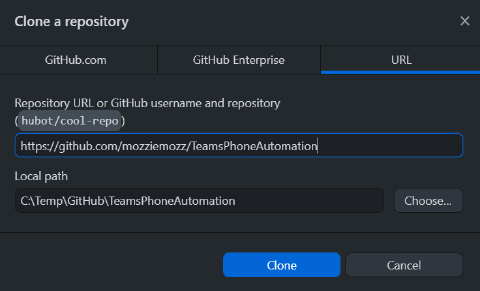 Clone a repository
GitHub.com
GitHub Enterprise
URL
Repository URL or GitHub username and repository
(hubot/cool-repo)
https://github.com/mozziemozz/TeamsPhoneAutomation
Local path
C:\Temp\GitHub\TeamsPhoneAutomation
Choose...
Clone
Cancel